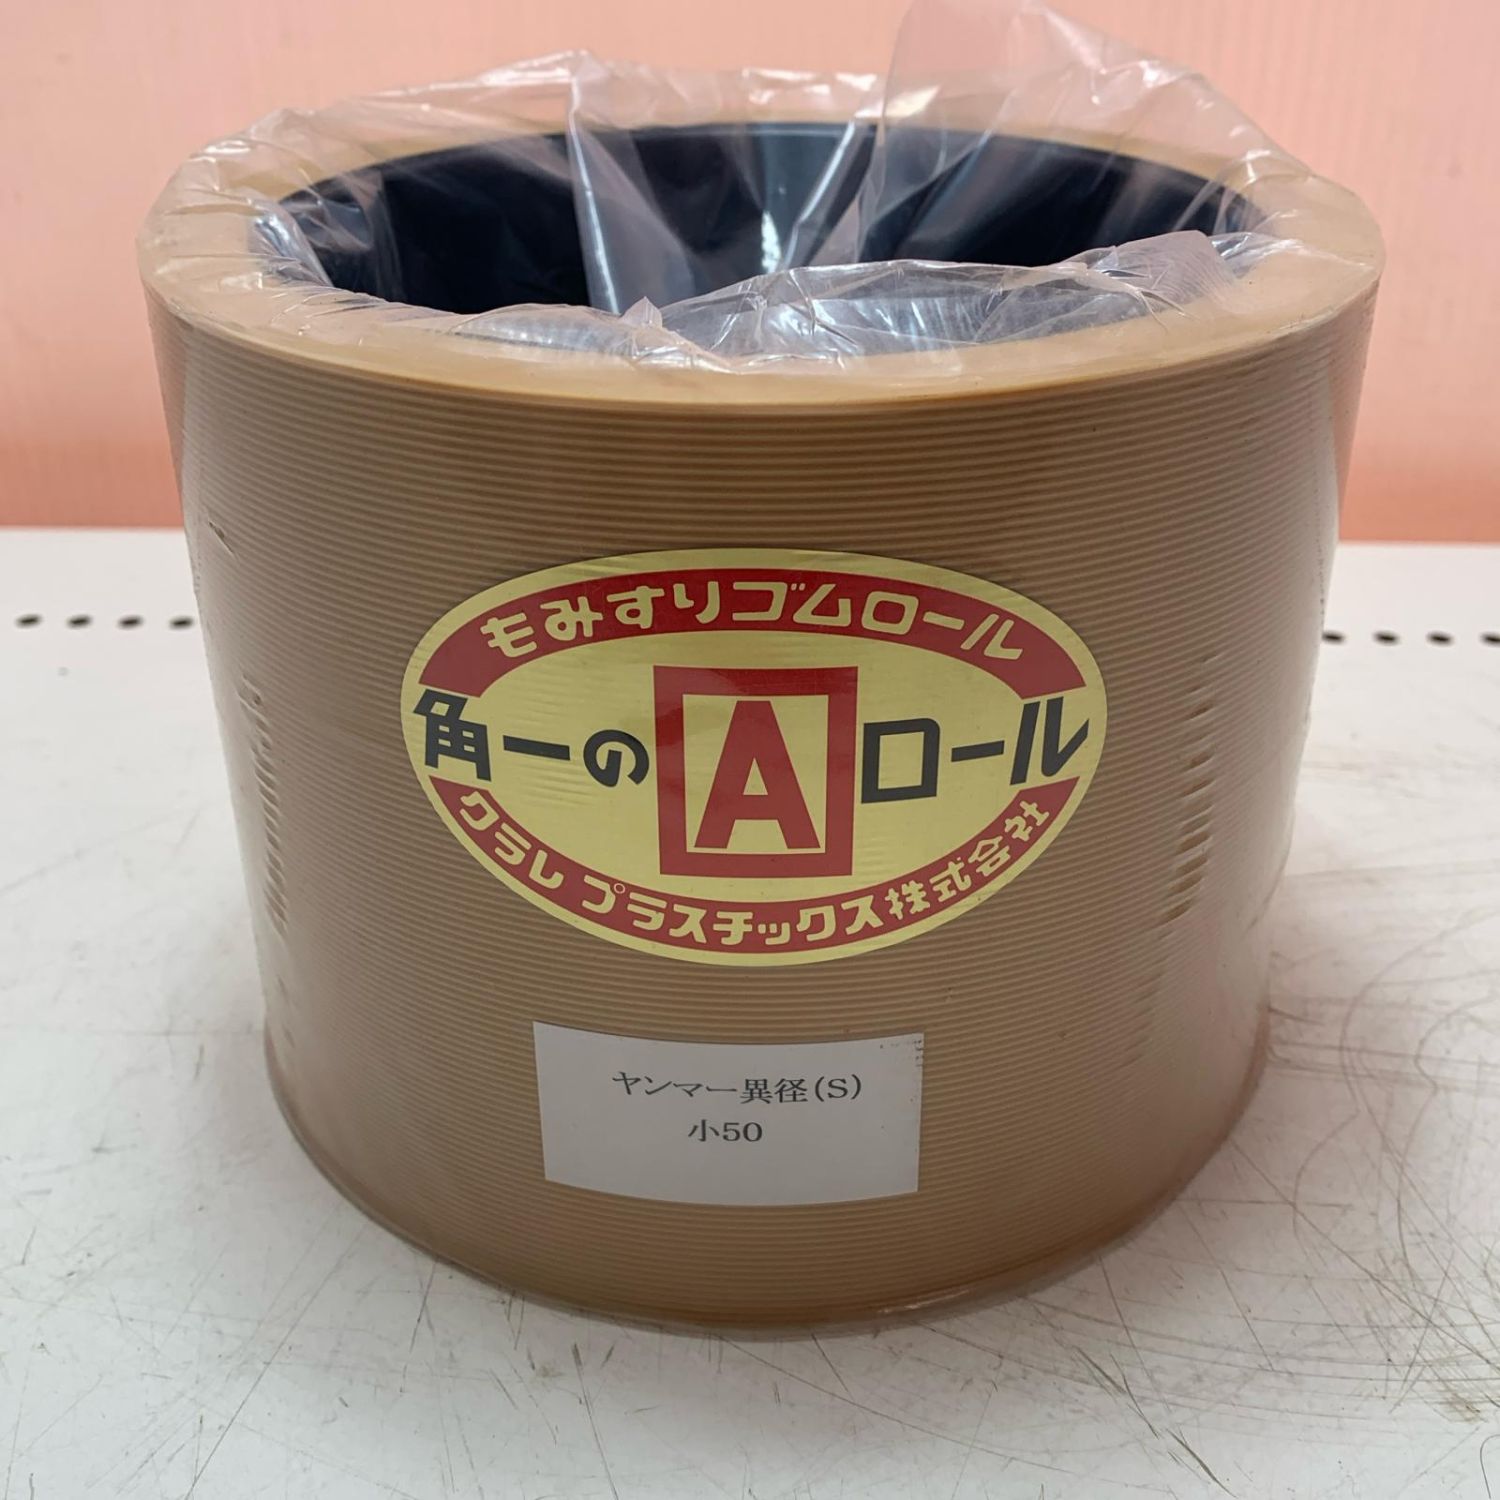 もみすりゴムロール
角一の A ロール
クラレプラスチックス株式会社
ヤンマー異径(S)
小50